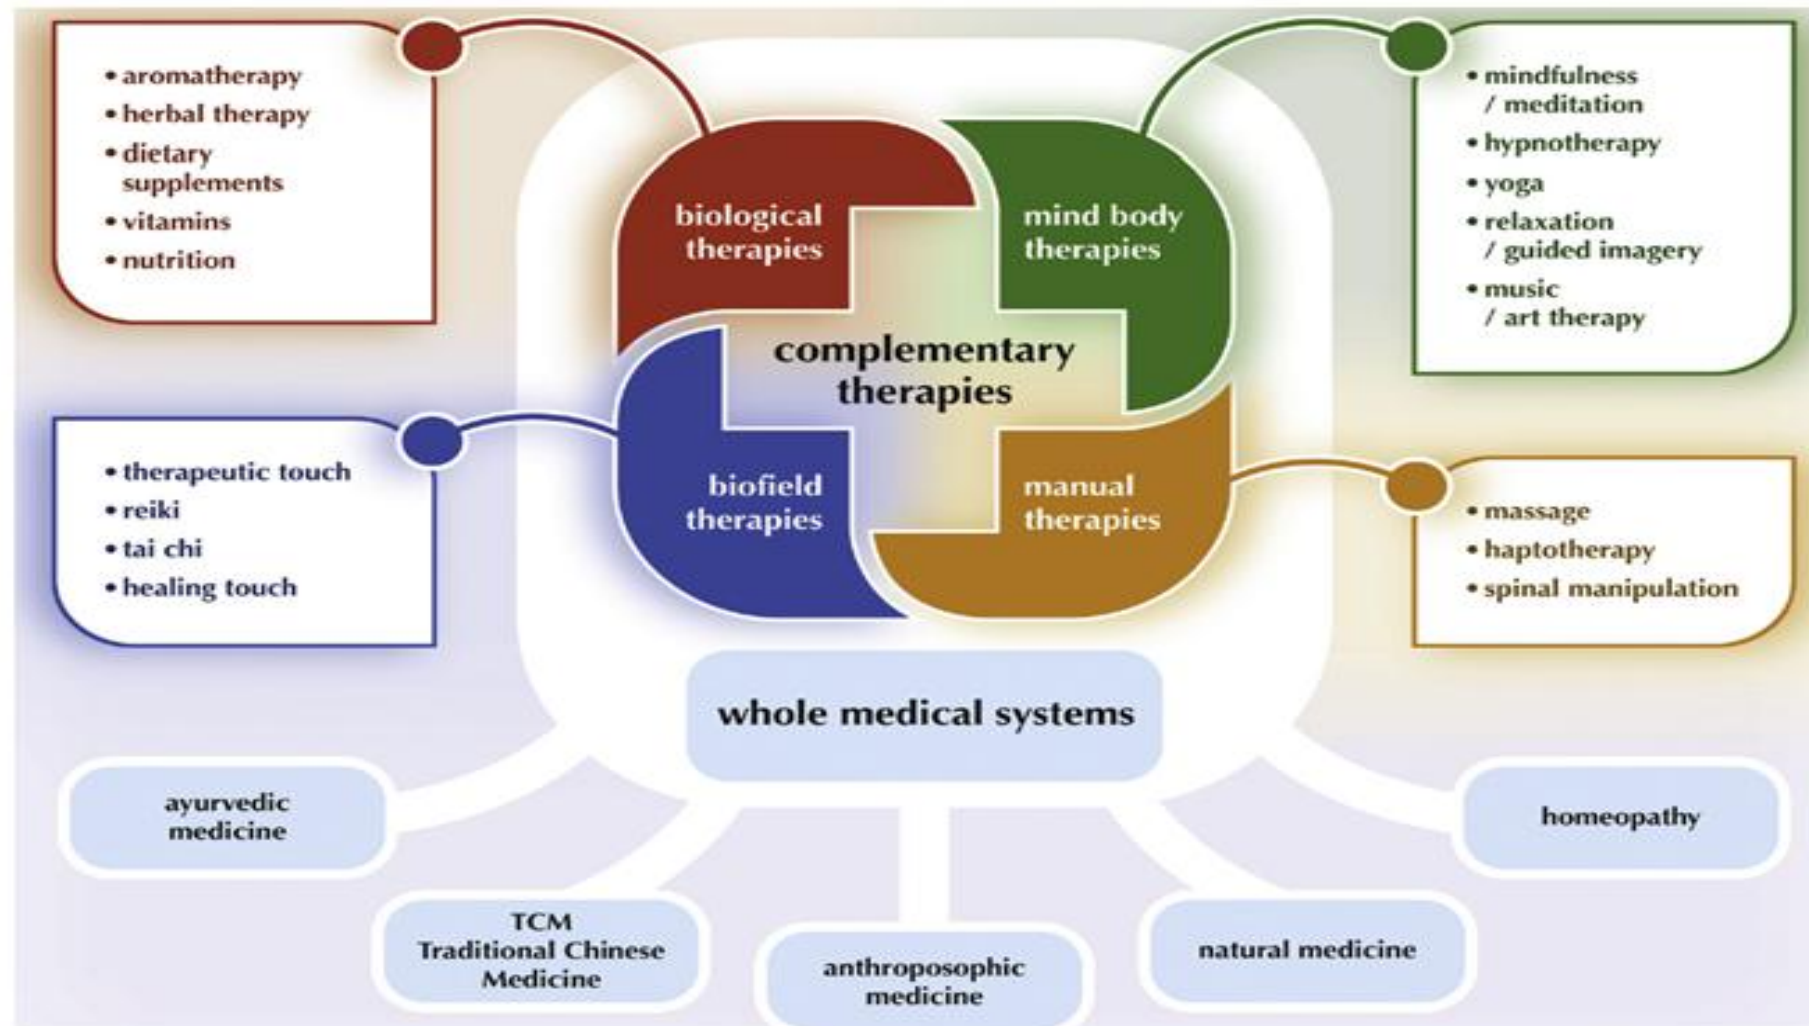 • aromatherapy
• herbal therapy
• dietary
supplements
• vitamins
• nutrition
• mindfulness
/ meditation
• hypnotherapy
• yoga
• relaxation
/ guided imagery
• music
/ art therapy
biological
therapies
mind body
therapies
complementary
therapies
• therapeutic touch
• reiki
• tai chi
• healing touch
biofield
therapies
manual
therapies
• massage
• haptotherapy
• spinal manipulation
whole medical systems
ayurvedic
medicine
TCM
Traditional Chinese
Medicine
anthroposophic
medicine
natural medicine
homeopathy